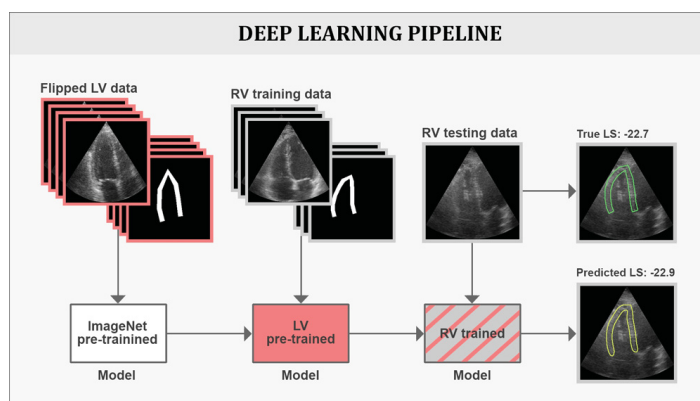 DEEP LEARNING PIPELINE
Flipped LV data
RV training data
RV testing data
True LS: -22.7
Predicted LS: -22.9
ImageNet
pre-trainined
LV
pre-trained
RV trained
Model
Model
Model